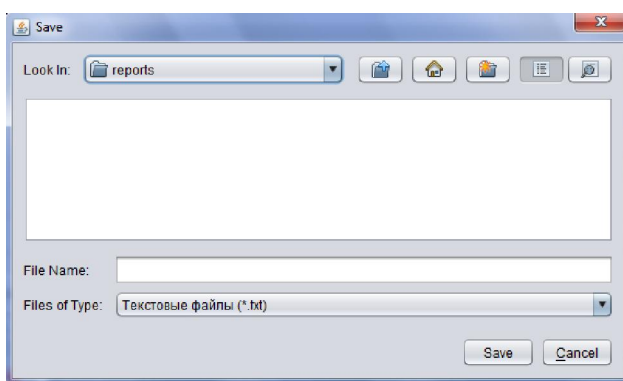 Save
Look In: reports
File Name:
Files of Type: Текстовые файлы (*.txt)
Save Cancel